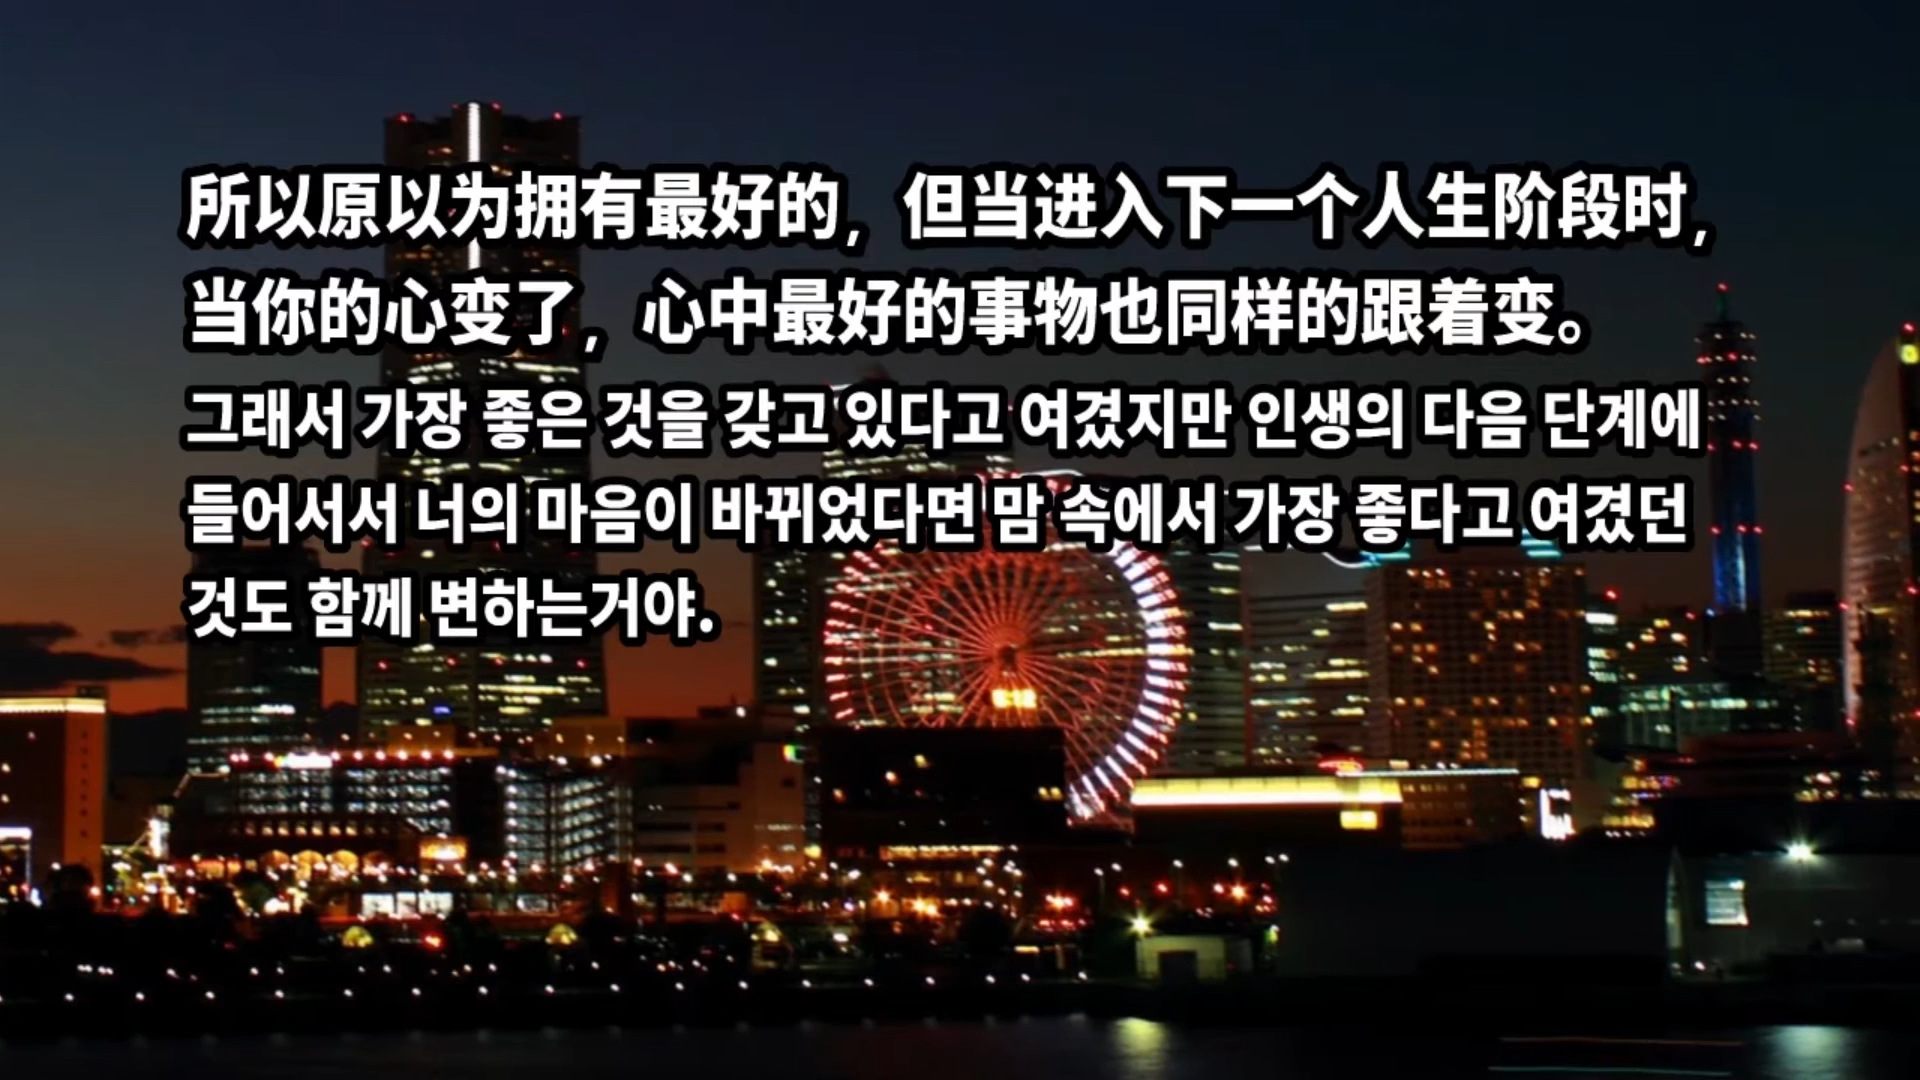 所以原以为拥有最好的，但当进入下一个人生阶段时，
当你的心变了，心中最好的事物也同样的跟着变。
그래서 가장 좋은 것을 갖고 있다고 여겼지만 인생의 다음 단계에
들어서서 너의 마음이 바뀌었다면 맘 속에서 가장 좋다고 여겼던
것도 함께 변하는거야.